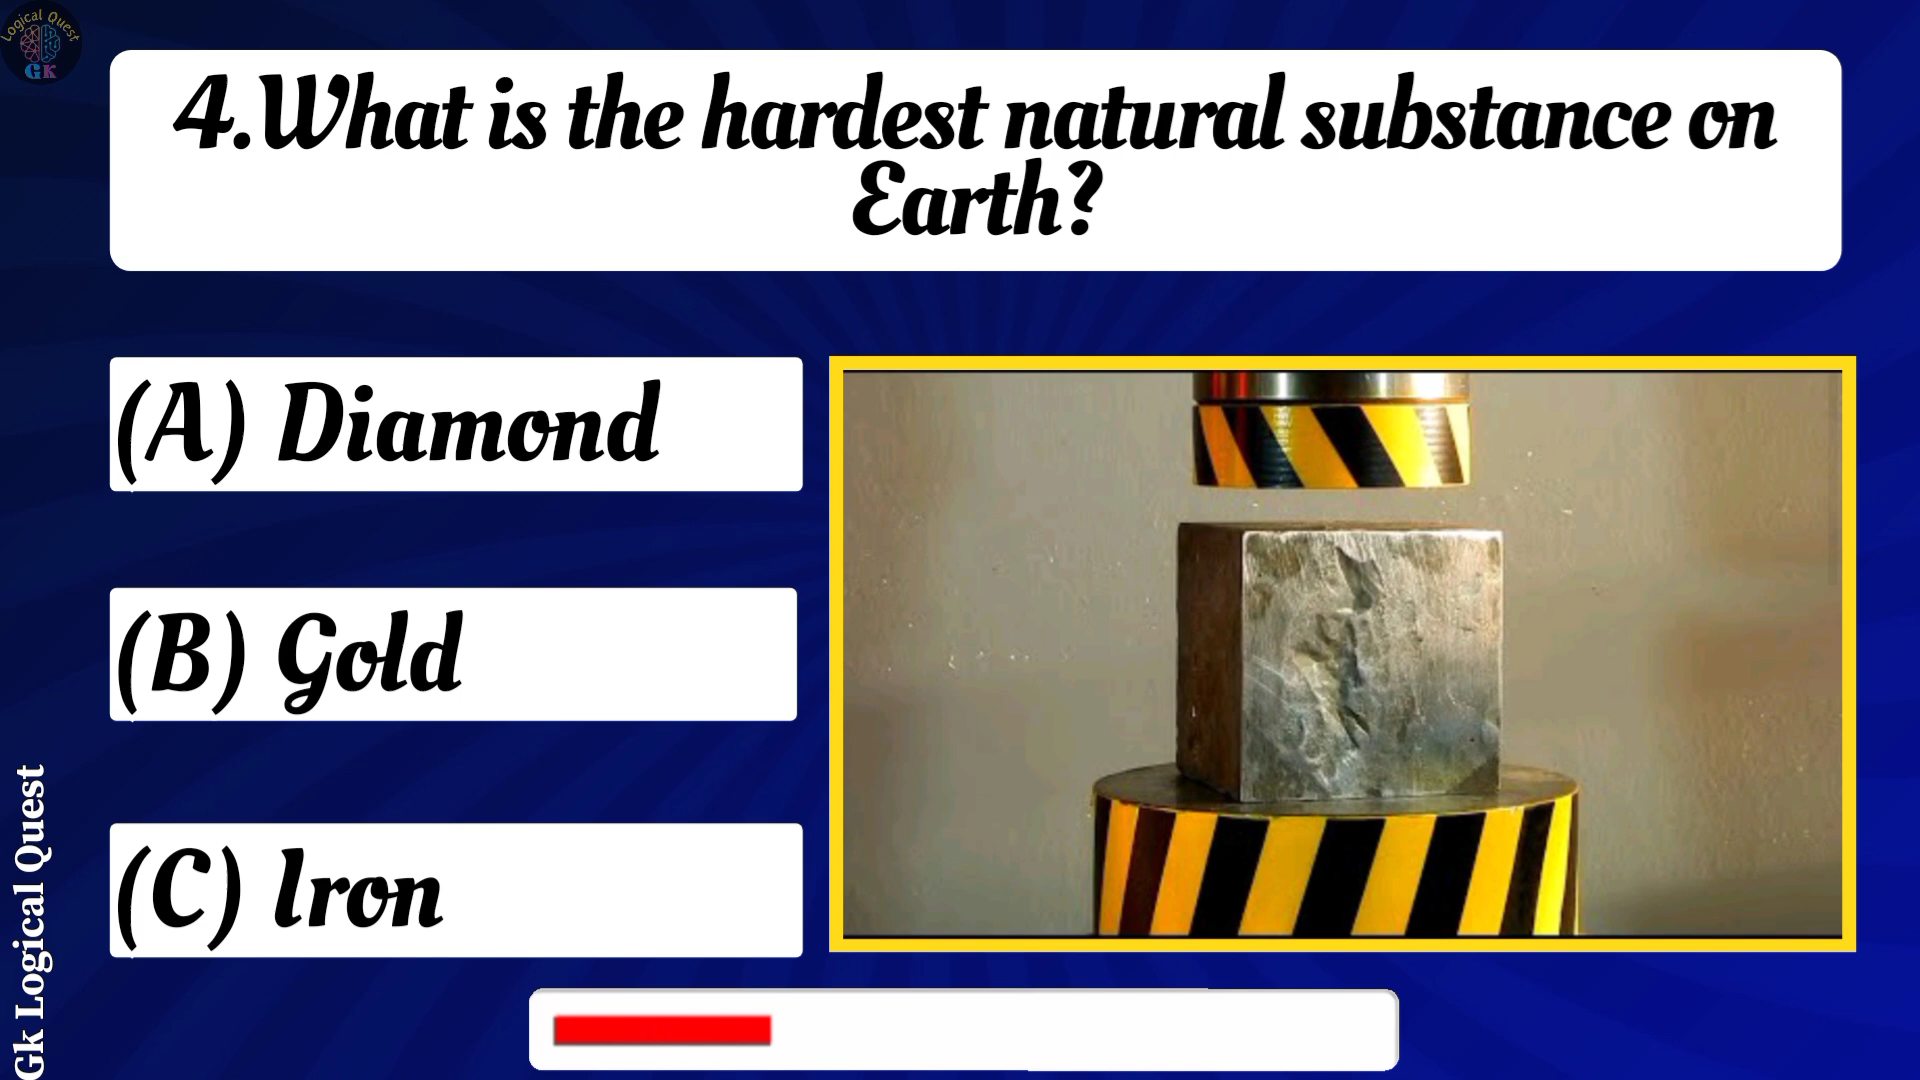 Logical Quest
GK
4.What is the hardest natural substance on
Earth?
(A) Diamond
(B) Gold
(C) Iron
Gk Logical Quest